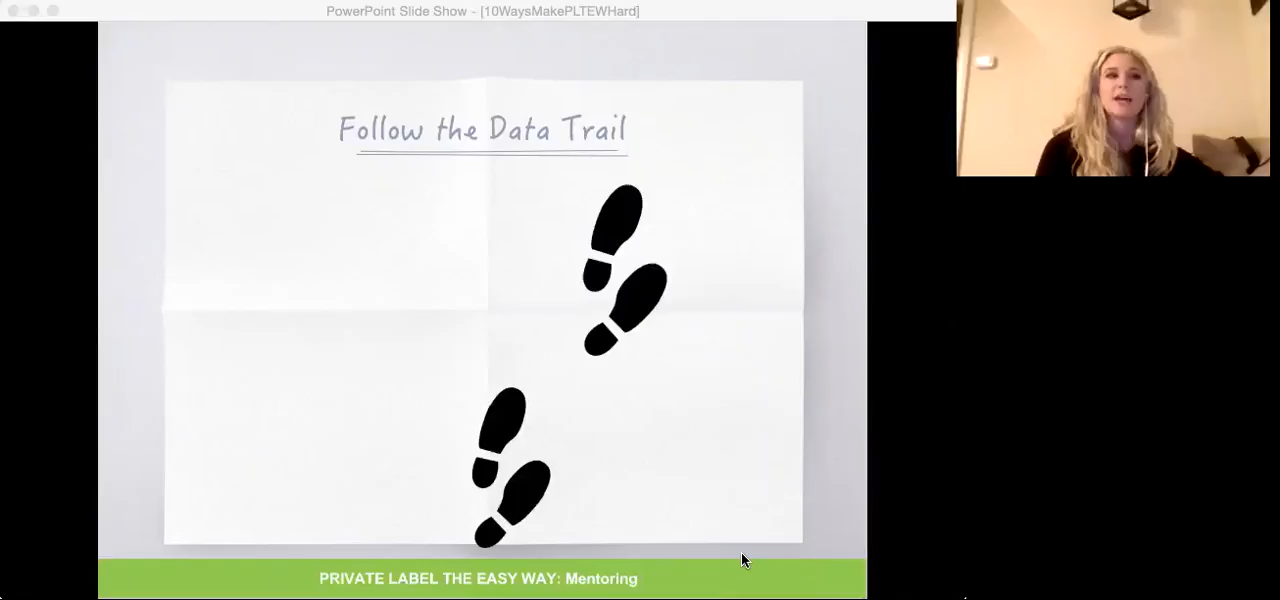 PowerPoint Slide Show - [10WaysMakePLTEWHard]
Follow the Data Trail
PRIVATE LABEL THE EASY WAY: Mentoring